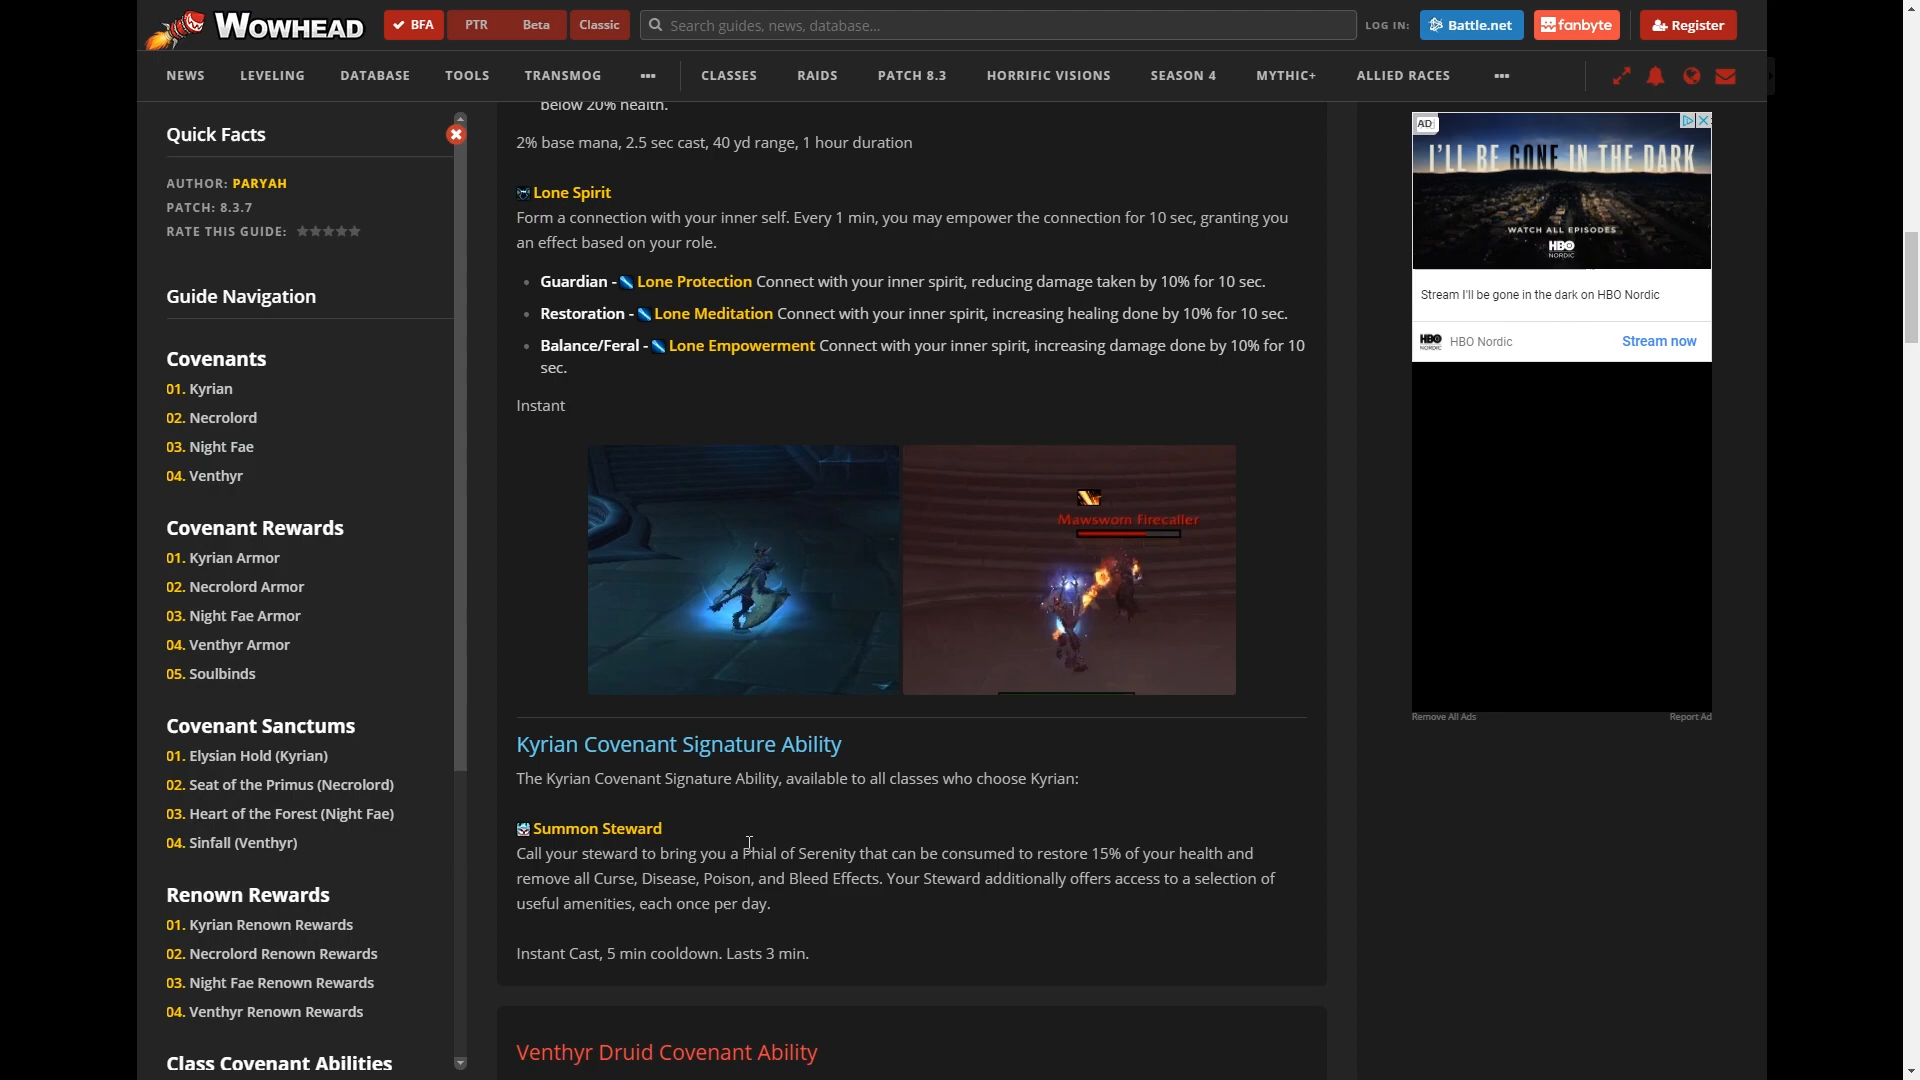 WOWHEAD
BFA
PTR
Beta
Classic
Search guides, news, database...
LOG IN:
Battle.net
fanbyte
Register
NEWS
LEVELING
DATABASE
TOOLS
TRANSMOG
CLASSES
RAIDS
PATCH 8.3
HORRIFIC VISIONS
SEASON 4
MYTHIC+
ALLIED RACES
Quick Facts
AUTHOR: PARYAH
PATCH: 8.3.7
RATE THIS GUIDE:
Guide Navigation
Covenants
01. Kyrian
02. Necrolord
03. Night Fae
04. Venthyr
Covenant Rewards
01. Kyrian Armor
02. Necrolord Armor
03. Night Fae Armor
04. Venthyr Armor
05. Soulbinds
Covenant Sanctums
01. Elysian Hold (Kyrian)
02. Seat of the Primus (Necrolord)
03. Heart of the Forest (Night Fae)
04. Sinfall (Venthyr)
Renown Rewards
01. Kyrian Renown Rewards
02. Necrolord Renown Rewards
03. Night Fae Renown Rewards
04. Venthyr Renown Rewards
Class Covenant Abilities
below 20% health.
2% base mana, 2.5 sec cast, 40 yd range, 1 hour duration
Lone Spirit
Form a connection with your inner self. Every 1 min, you may empower the connection for 10 sec, granting you
an effect based on your role.
Guardian - Lone Protection Connect with your inner spirit, reducing damage taken by 10% for 10 sec.
Restoration - Lone Meditation Connect with your inner spirit, increasing healing done by 10% for 10 sec.
Balance/Feral - Lone Empowerment Connect with your inner spirit, increasing damage done by 10% for 10
sec.
Instant
Mawsworn Firecaller
Kyrian Covenant Signature Ability
The Kyrian Covenant Signature Ability, available to all classes who choose Kyrian:
Summon Steward
Call your steward to bring you a Phial of Serenity that can be consumed to restore 15% of your health and
remove all Curse, Disease, Poison, and Bleed Effects. Your Steward additionally offers access to a selection of
useful amenities, each once per day.
Instant Cast, 5 min cooldown. Lasts 3 min.
Venthyr Druid Covenant Ability
AD
I'LL BE GONE IN THE DARK
WATCH ALL EPISODES
HBO
NORDIC
Stream I'll be gone in the dark on HBO Nordic
HBO
NORDIC
HBO Nordic
Stream now
Remove All Ads
Report Ad